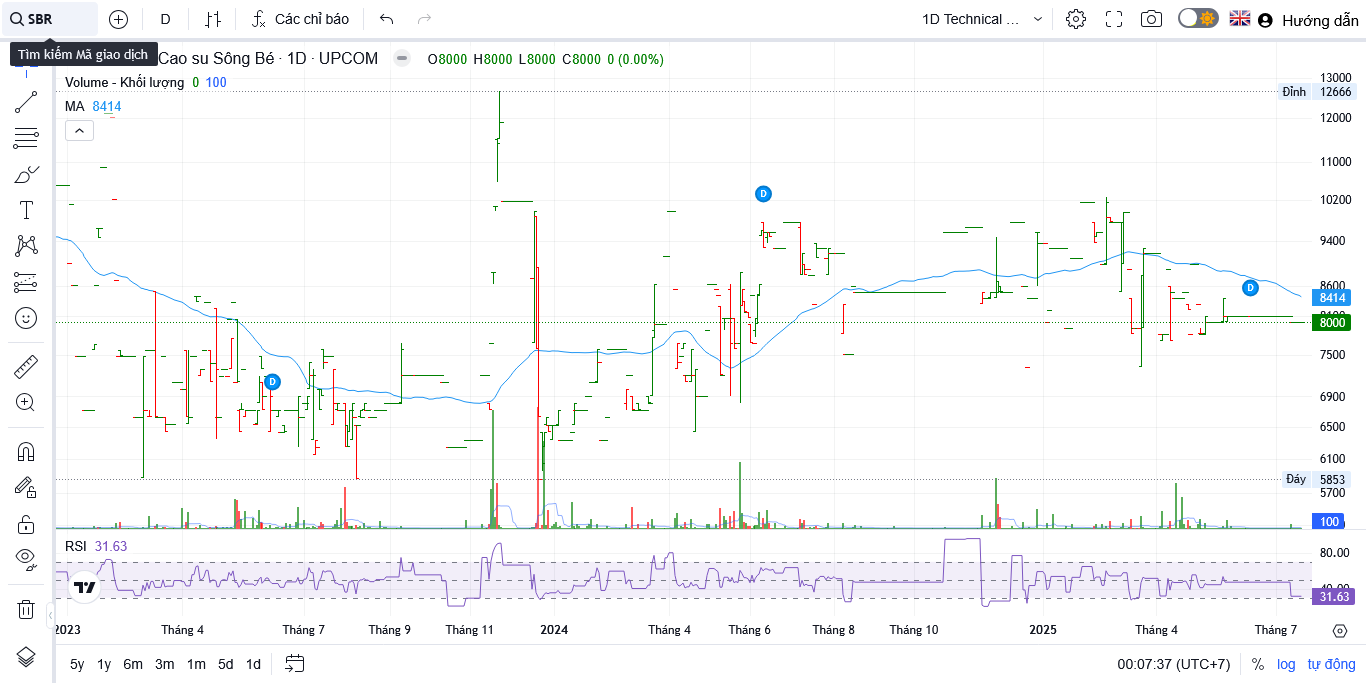 SBR
D
Các chỉ báo
1D Technical ...
Hướng dẫn
Tìm kiếm Mã giao dịch
Cao su Sông Bé · 1D · UPCOM
O8000 H8000 L8000 C8000 0 (0.00%)
Volume - Khối lượng 0 100
MA 8414
13000
Đỉnh 12666
12000
11000
10200
9400
8600
8414
8000
7500
6900
6500
6100
Đáy 5853
5700
100
D
D
D
RSI 31.63
80.00
40.00
31.63
2023
Tháng 4
Tháng 7
Tháng 9
Tháng 11
2024
Tháng 4
Tháng 6
Tháng 8
Tháng 10
2025
Tháng 4
Tháng 7
5y 1y 6m 3m 1m 5d 1d
00:07:37 (UTC+7)
% log tự động